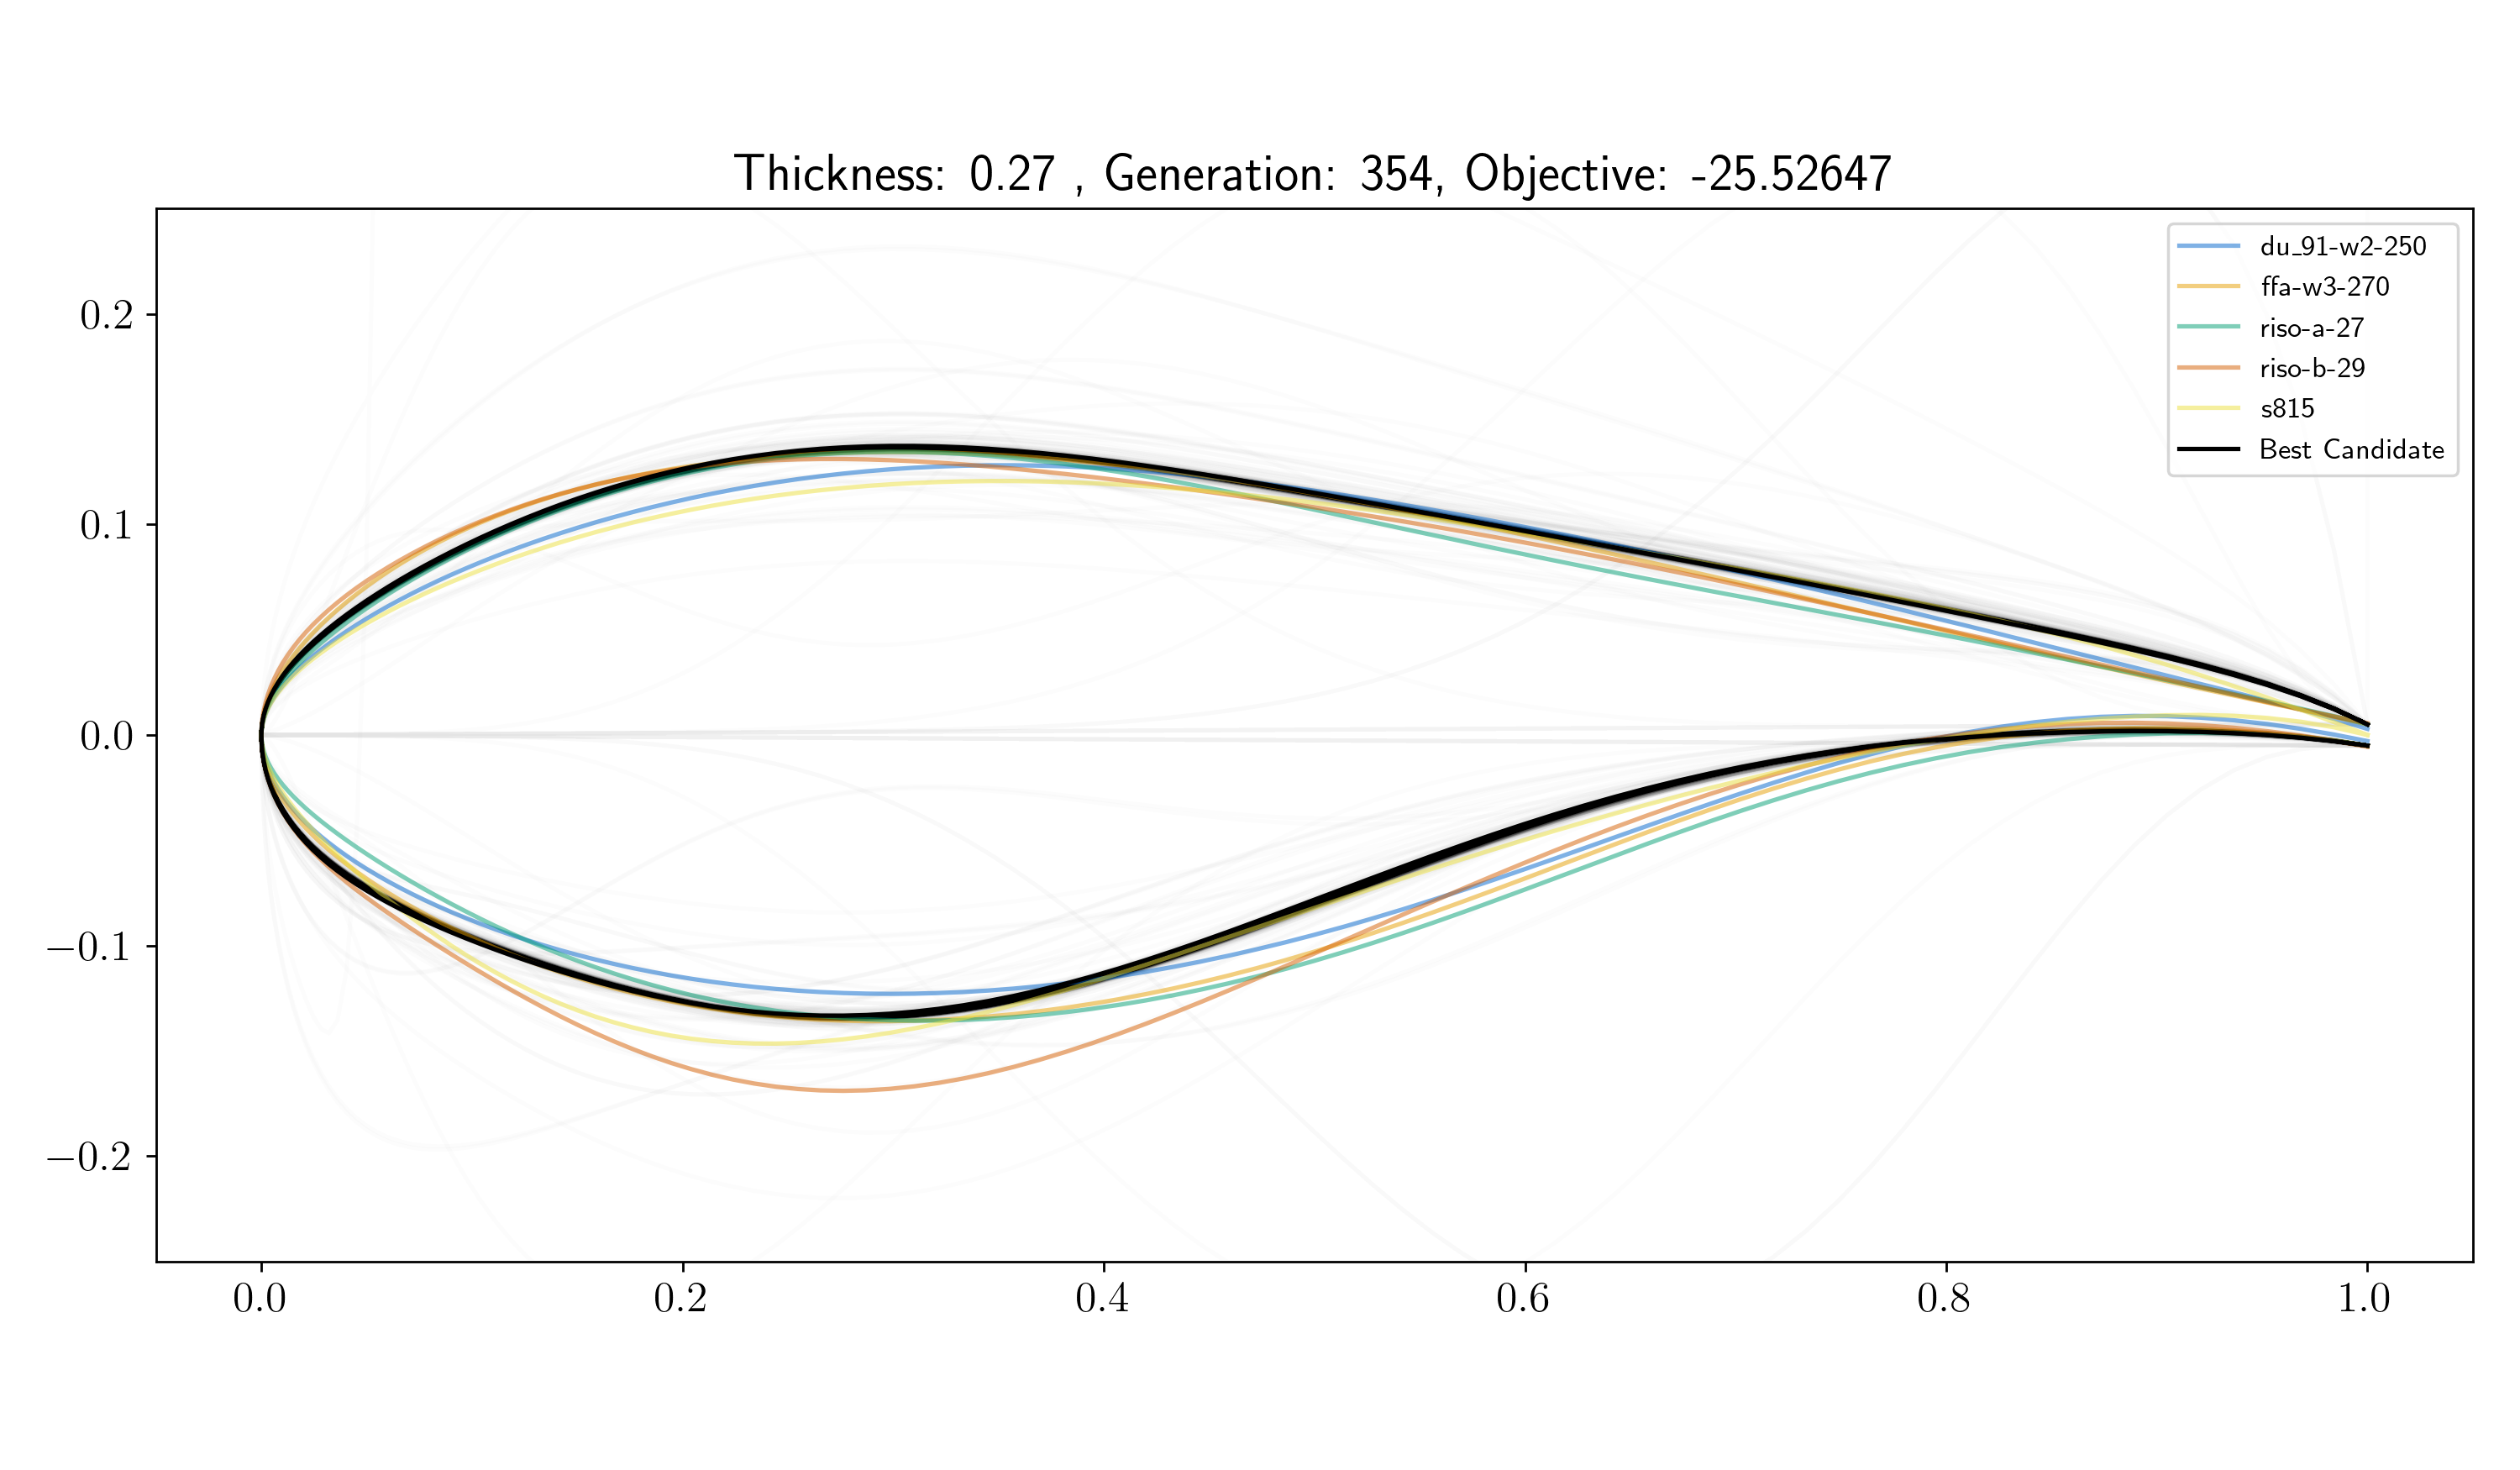 Thickness: 0.27 , Generation: 354, Objective: -25.52647
du_91-w2-250
ffa-w3-270
riso-a-27
riso-b-29
s815
Best Candidate
0.2
0.1
0.0
−0.1
−0.2
0.0 0.2 0.4 0.6 0.8 1.0